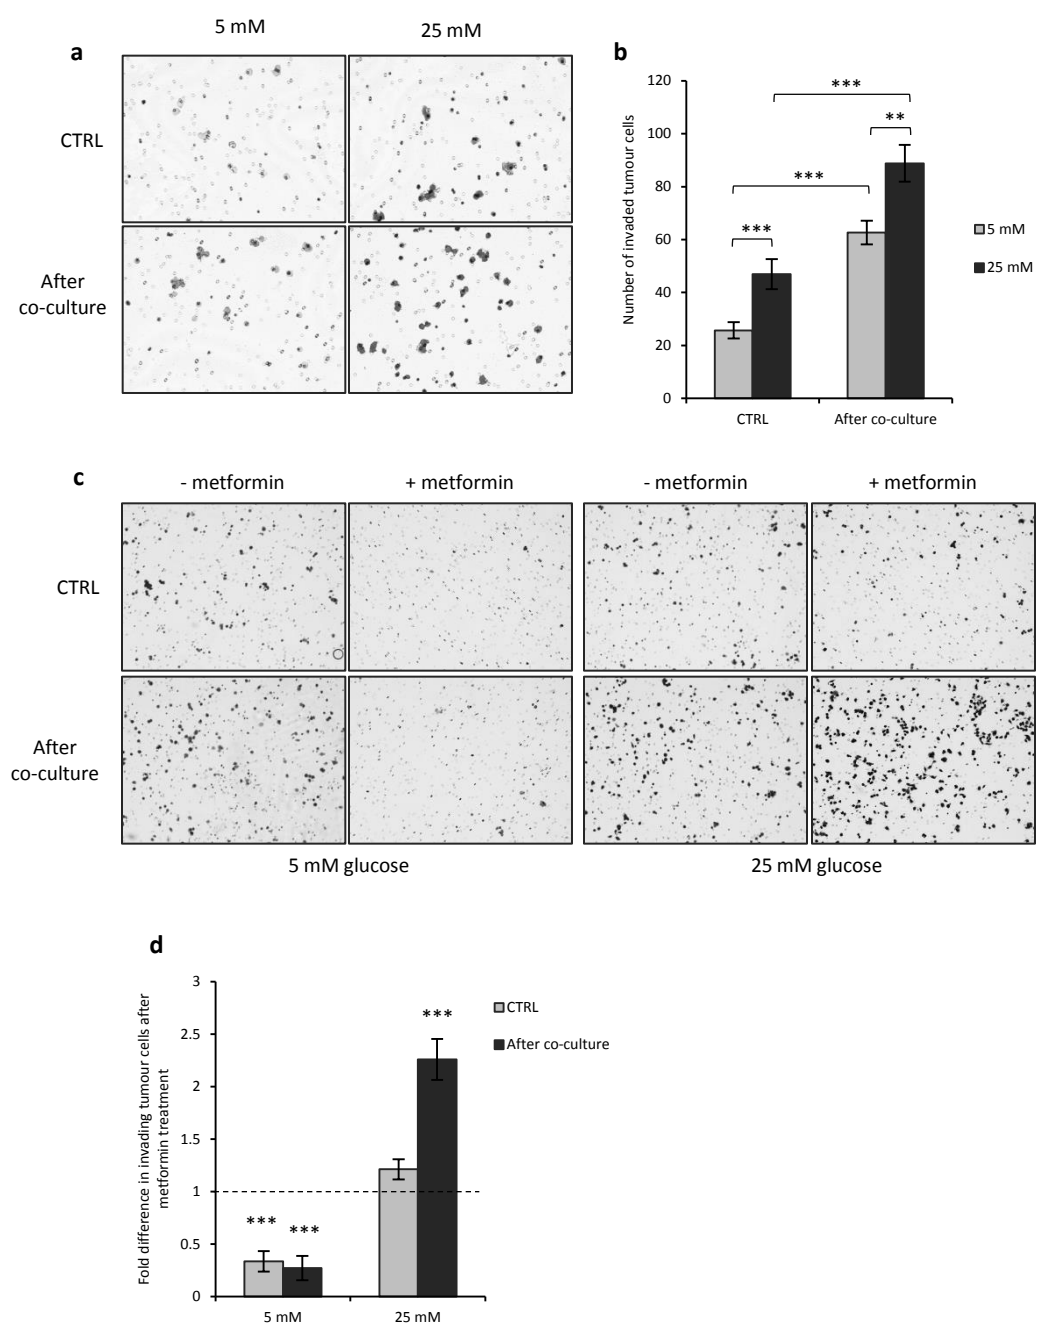 a
5 mM
25 mM
CTRL
After
co-culture
b
Number of invaded tumour cells
120
100
80
60
40
20
0
***
***
***
**
CTRL
After co-culture
5 mM
25 mM
c
- metformin
+ metformin
- metformin
+ metformin
CTRL
After
co-culture
5 mM glucose
25 mM glucose
d
Fold difference in invading tumour cells after
metformin treatment
3
2.5
2
1.5
1
0.5
0
***
***
***
5 mM
25 mM
CTRL
After co-culture